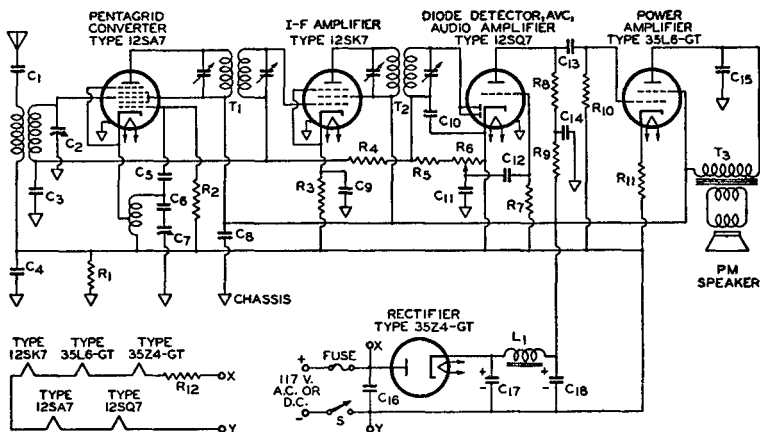 PENTAGRID
CONVERTER
TYPE 12SA7
I-F AMPLIFIER
TYPE 12SK7
DIODE DETECTOR, AVC,
AUDIO AMPLIFIER
TYPE 12SQ7
POWER
AMPLIFIER
TYPE 35L6-GT
C1
C2
C3
C4
C5
C6
C7
R1
R2
T1
C8
R3
C9
R4
T2
C10
R5
R6
C11
C12
R7
R8
C13
C14
R9
R10
R11
C15
T3
PM
SPEAKER
CHASSIS
TYPE
12SK7
TYPE
35L6-GT
TYPE
35Z4-GT
R12
X
TYPE
12SA7
TYPE
12SQ7
Y
RECTIFIER
TYPE 35Z4-GT
+
FUSE
X
117 V.
A.C. OR
D.C.
-
S
C16
Y
L1
+
-
C17
+
-
C18